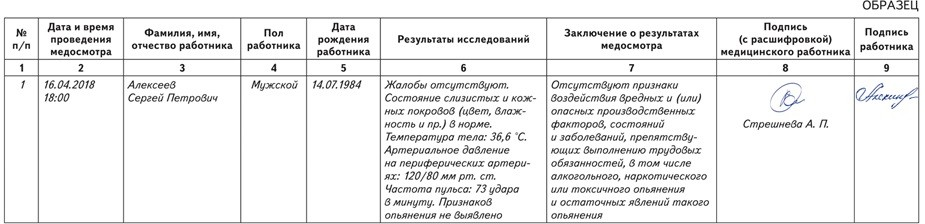 ОБРАЗЕЦ
№ п/п
Дата и время проведения медосмотра
Фамилия, имя, отчество работника
Пол работника
Дата рождения работника
Результаты исследований
Заключение о результатах медосмотра
Подпись (с расшифровкой) медицинского работника
Подпись работника
1 2 3 4 5 6 7 8 9
1
16.04.2018
18:00
Алексеев
Сергей Петрович
Мужской
14.07.1984
Жалобы отсутствуют.
Состояние слизистых и кож-
ных покровов (цвет, влаж-
ность и пр.) в норме.
Температура тела: 36,6 °С.
Артериальное давление
на периферических артери-
ях: 120/80 мм рт. ст.
Частота пульса: 73 удара
в минуту. Признаков
опьянения не выявлено
Отсутствуют признаки
воздействия вредных и (или)
опасных производственных
факторов, состояний
и заболеваний, препятству-
ющих выполнению трудовых
обязанностей, в том числе
алкогольного, наркотического
или токсичного опьянения
и остаточных явлений такого
опьянения
Стрешнева А. П.